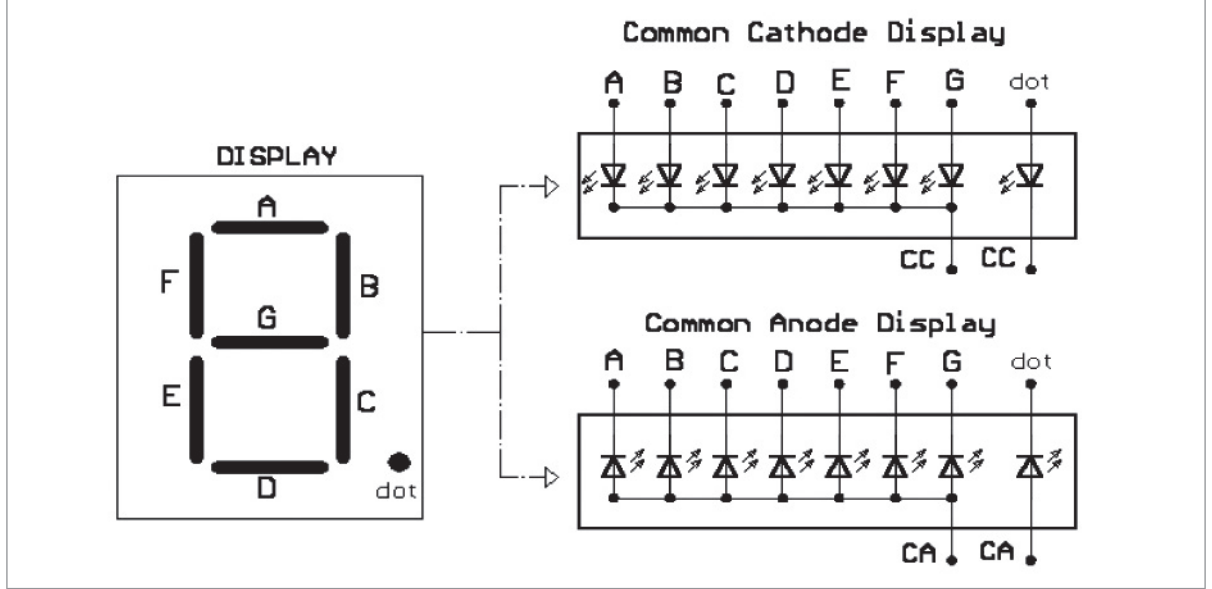 Common Cathode Display
A B C D E F G dot
CC CC
DISPLAY
A
F
B
G
E
C
D
dot
Common Anode Display
A B C D E F G dot
CA CA